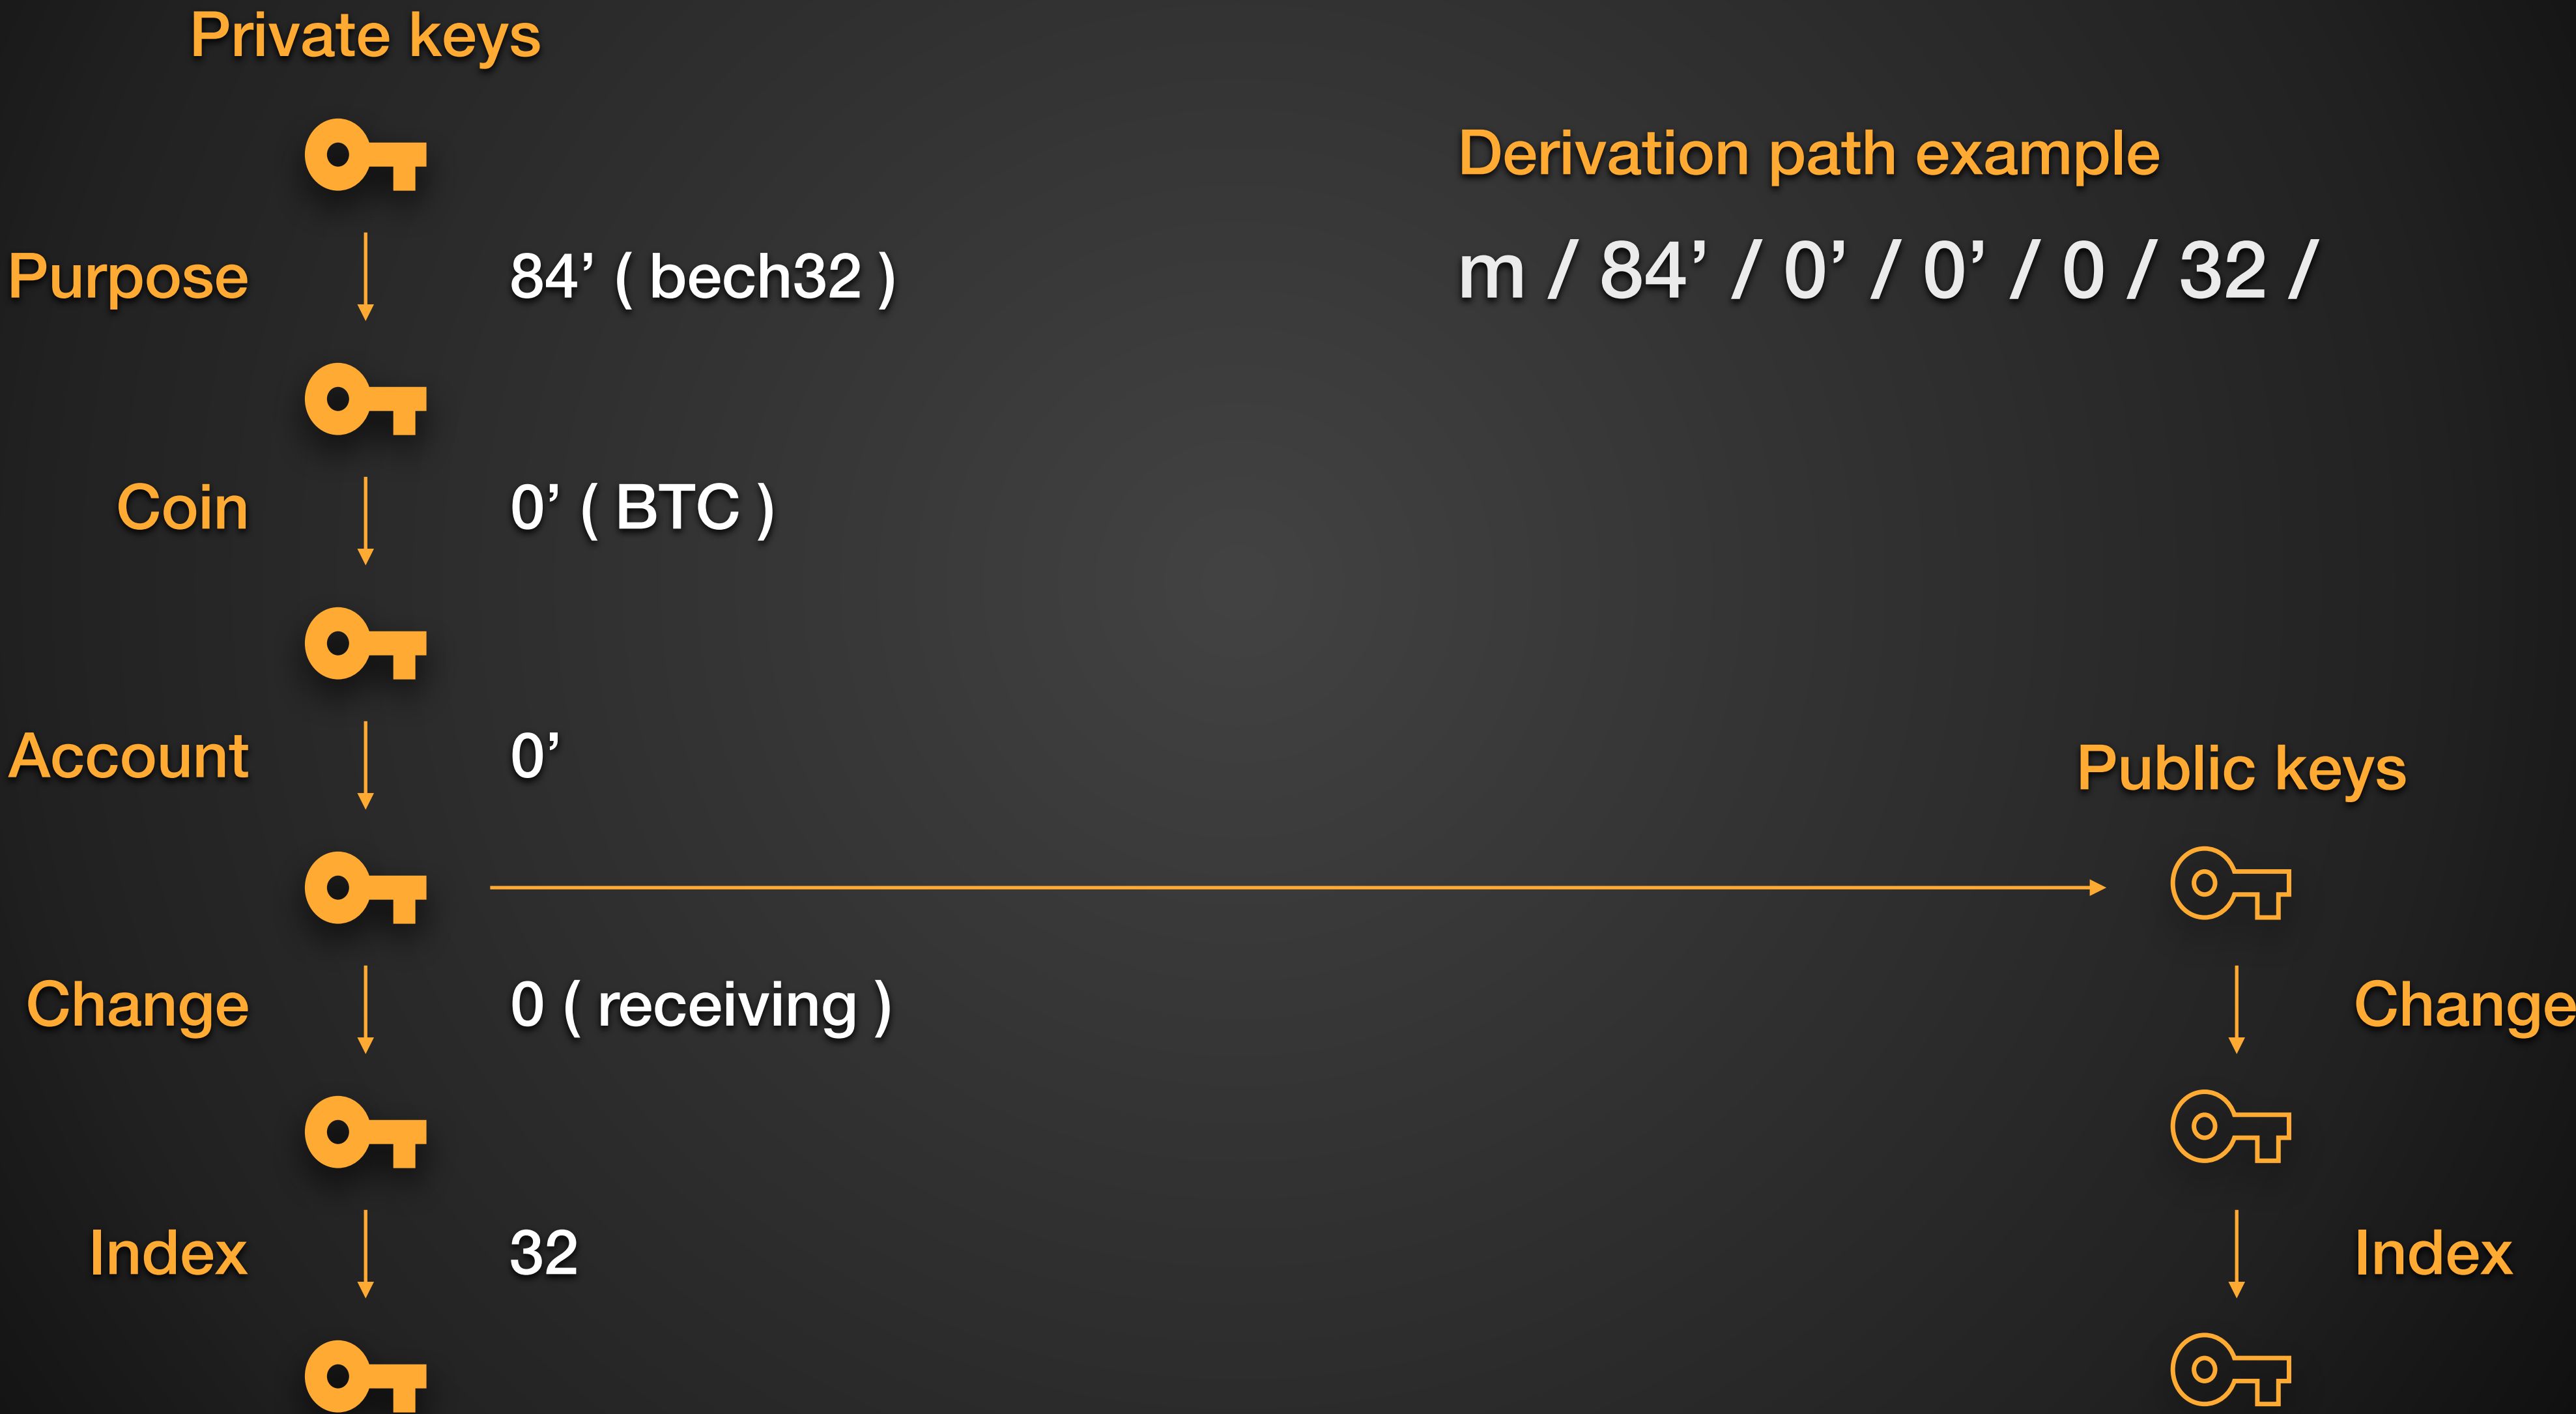 Private keys
Derivation path example
m / 84’ / 0’ / 0’ / 0 / 32 /
Purpose
84’ ( bech32 )
Coin
0’ ( BTC )
Account
0’
Public keys
Change
0 ( receiving )
Change
Index
32
Index